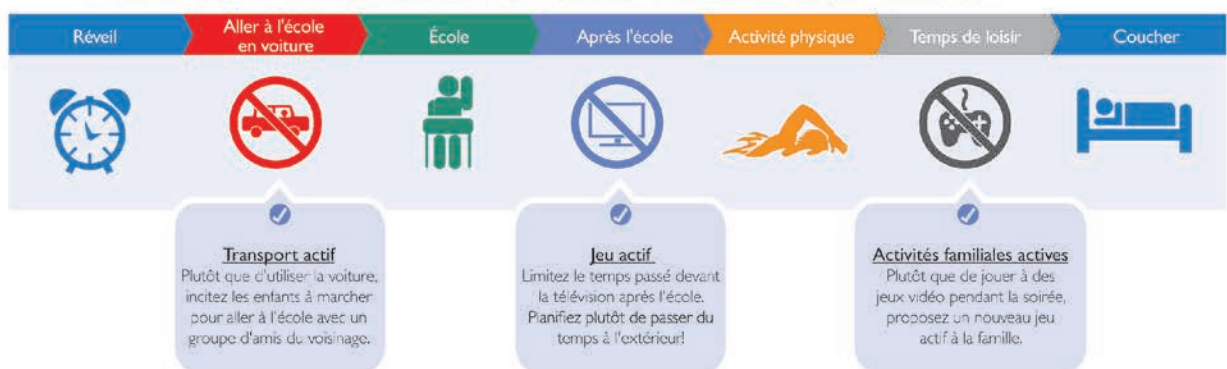 Réveil
Aller à l'école
en voiture
École
Après l'école
Activité physique
Temps de loisir
Coucher
Transport actif
Plutôt que d'utiliser la voiture,
incitez les enfants à marcher
pour aller à l'école avec un
groupe d'amis du voisinage.
Jeu actif
Limitez le temps passé devant
la télévision après l'école.
Planifiez plutôt de passer du
temps à l'extérieur!
Activités familiales actives
Plutôt que de jouer à des
jeux vidéo pendant la soirée,
proposez un nouveau jeu
actif à la famille.